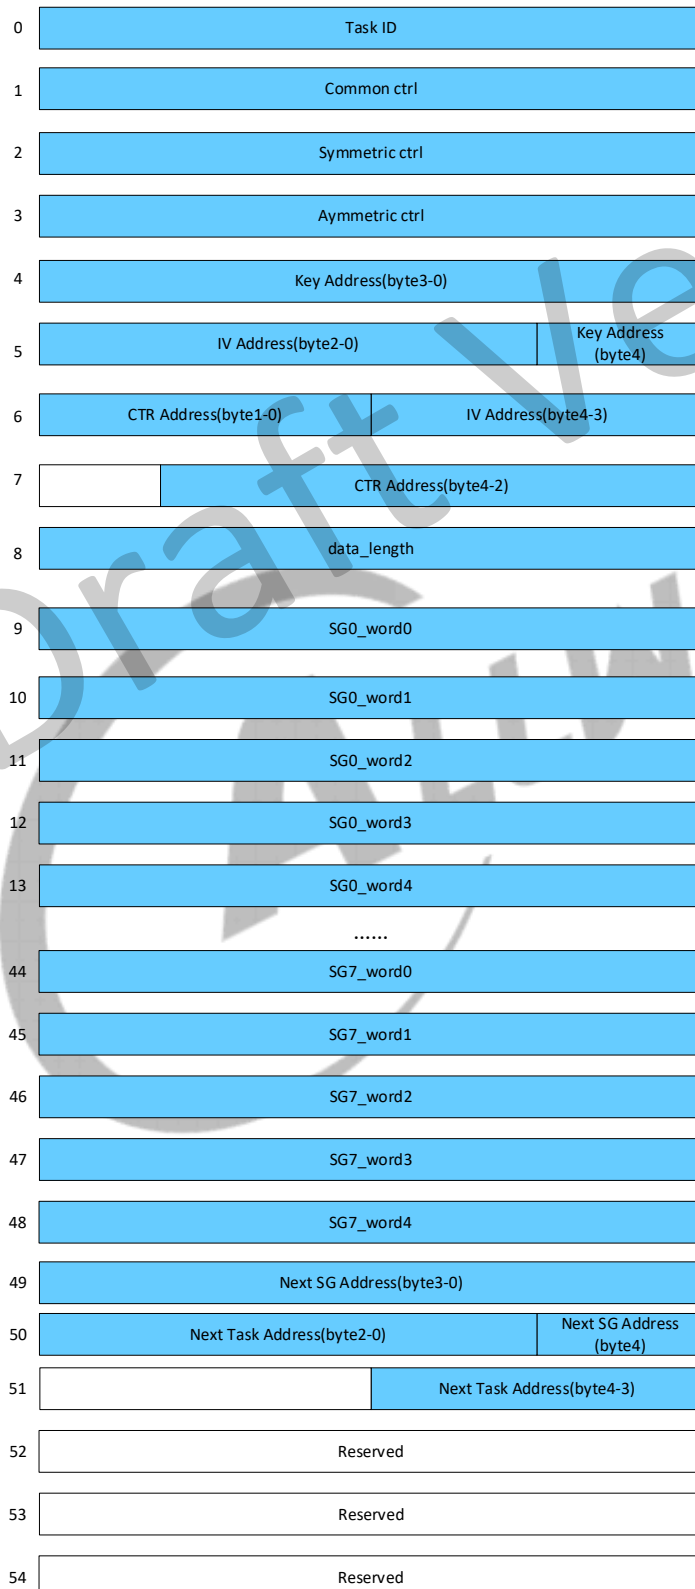 0 Task ID
1 Common ctrl
2 Symmetric ctrl
3 Aymmetric ctrl
4 Key Address(byte3-0)
5 IV Address(byte2-0) Key Address
(byte4)
6 CTR Address(byte1-0) IV Address(byte4-3)
7 CTR Address(byte4-2)
8 data_length
9 SG0_word0
10 SG0_word1
11 SG0_word2
12 SG0_word3
13 SG0_word4
......
44 SG7_word0
45 SG7_word1
46 SG7_word2
47 SG7_word3
48 SG7_word4
49 Next SG Address(byte3-0)
50 Next Task Address(byte2-0) Next SG Address
(byte4)
51 Next Task Address(byte4-3)
52 Reserved
53 Reserved
54 Reserved
Draft Ve